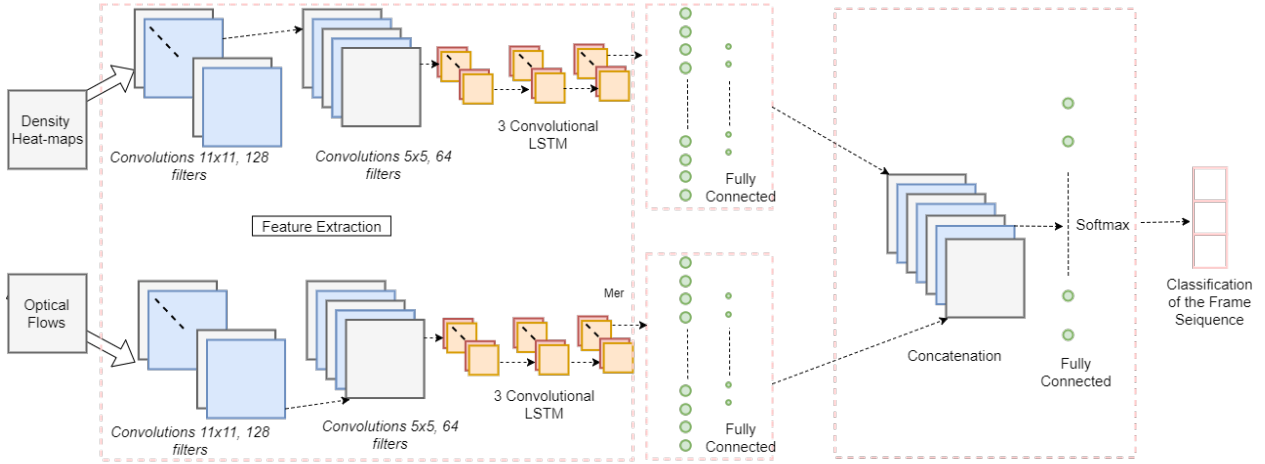 Density
Heat-maps
Convolutions 11x11, 128
filters
Convolutions 5x5, 64
filters
3 Convolutional
LSTM
Fully
Connected
Feature Extraction
Softmax
Optical
Flows
Mer
Classification
of the Frame
Seiquence
Concatenation
Fully
Connected
Convolutions 11x11, 128
filters
Convolutions 5x5, 64
filters
3 Convolutional
LSTM
Fully
Connected